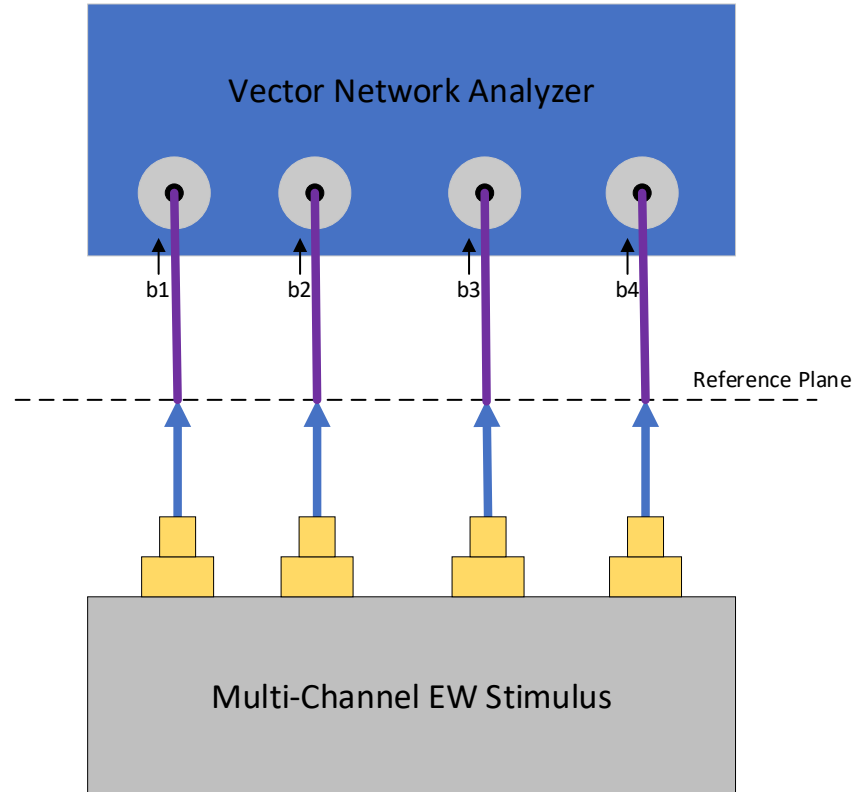 Vector Network Analyzer
b1
b2
b3
b4
Reference Plane
Multi-Channel EW Stimulus